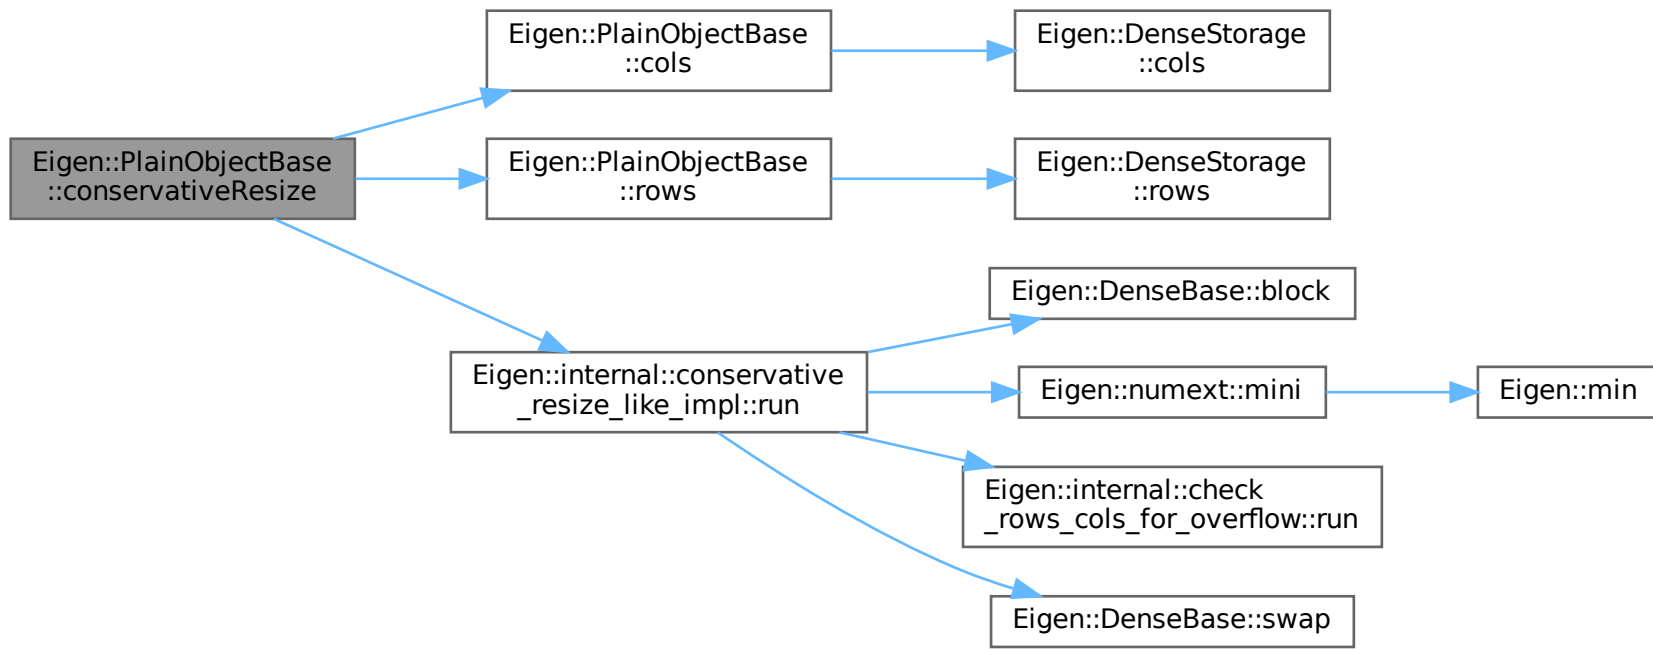 Eigen::PlainObjectBase
::conservativeResize
Eigen::PlainObjectBase
::cols
Eigen::DenseStorage
::cols
Eigen::PlainObjectBase
::rows
Eigen::DenseStorage
::rows
Eigen::internal::conservative
_resize_like_impl::run
Eigen::DenseBase::block
Eigen::numext::mini
Eigen::min
Eigen::internal::check
_rows_cols_for_overflow::run
Eigen::DenseBase::swap